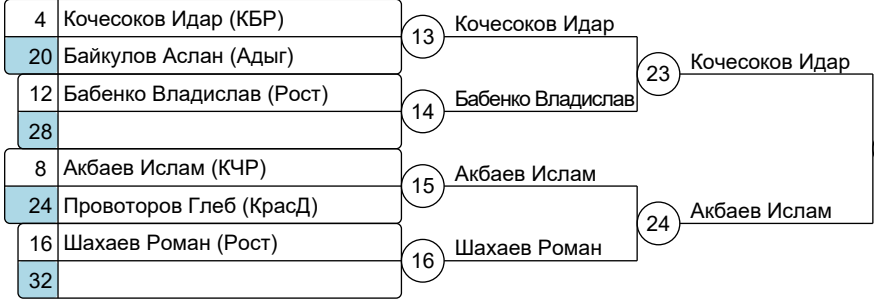 4 Кочесоков Идар (КБР)
20 Байкулов Аслан (Адыг)
13 Кочесоков Идар
12 Бабенко Владислав (Рост)
28
14 Бабенко Владислав
23 Кочесоков Идар
8 Акбаев Ислам (КЧР)
24 Провоторов Глеб (КрасД)
15 Акбаев Ислам
16 Шахаев Роман (Рост)
32
16 Шахаев Роман
24 Акбаев Ислам